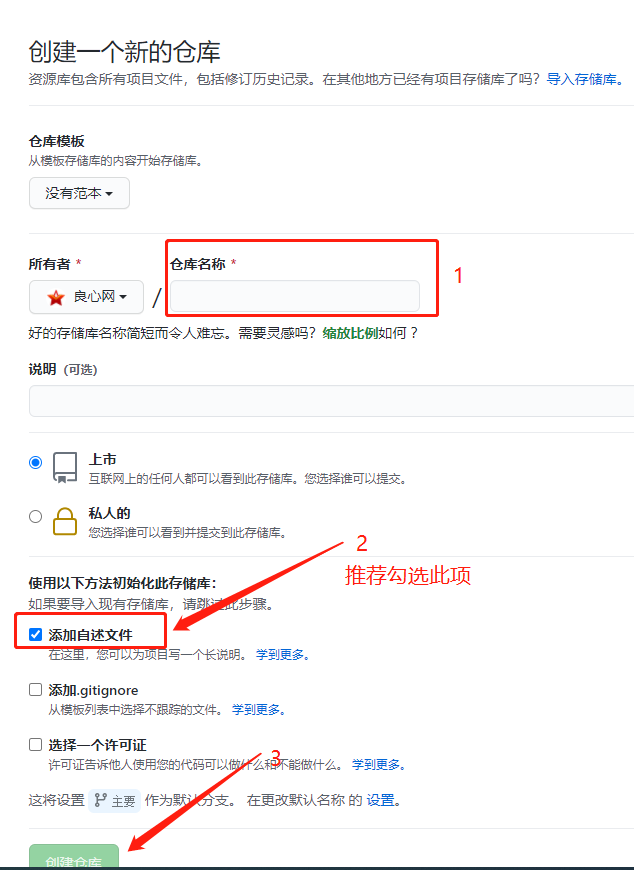 创建一个新的仓库
资源库包含所有项目文件，包括修订历史记录。在其他地方已经有项目存储库了吗？导入存储库。
仓库模板
从模板存储库的内容开始存储库。
没有范本
所有者 *
仓库名称 *
1
良心网
/
好的存储库名称简短而令人难忘。需要灵感吗？缩放比例如何？
说明 (可选)
上市
互联网上的任何人都可以看到此存储库。您选择谁可以提交。
私人的
您选择谁可以看到并提交到此存储库。
2
推荐勾选此项
使用以下方法初始化此存储库：
如果要导入现有存储库，请跳过此步骤。
添加自述文件
在这里，您可以为项目写一个长说明。 学到更多。
添加.gitignore
从模板列表中选择不跟踪的文件。 学到更多。
选择一个许可证
3
许可证告诉他人使用您的代码可以做什么和不能做什么。 学到更多。
这将设置 主要 作为默认分支。 在更改默认名称 的 设置。
创建仓库